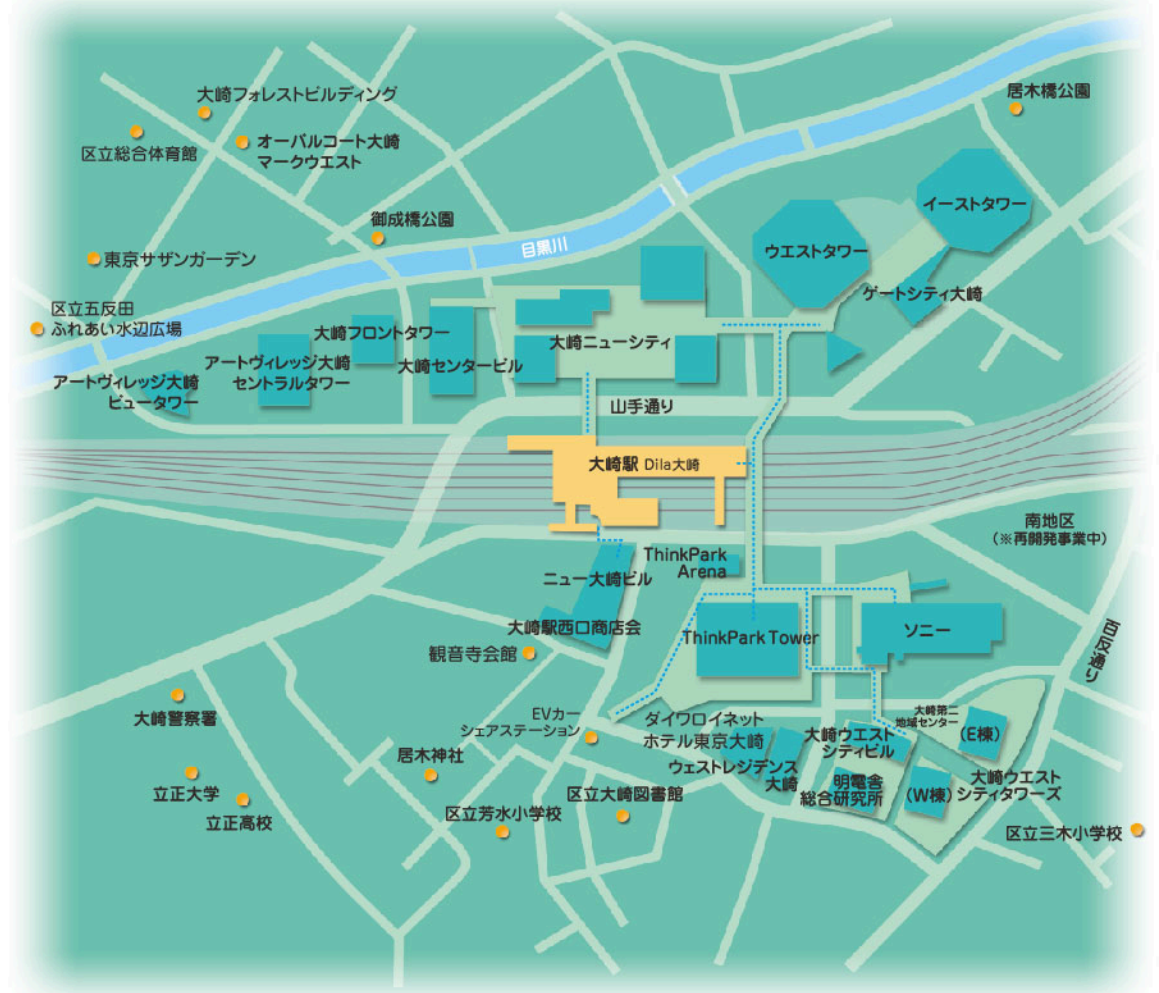 大崎フォレストビルディング
居木橋公園
オーバルコート大崎
マークウエスト
区立総合体育館
イーストタワー
御成橋公園
目黒川
ウエストタワー
東京サザンガーデン
ゲートシティ大崎
区立五反田
ふれあい水辺広場
大崎フロントタワー
大崎ニューシティ
アートヴィレッジ大崎
セントラルタワー
大崎センタービル
アートヴィレッジ大崎
ビュータワー
山手通り
大崎駅 Dila大崎
南地区
(※再開発事業中)
ThinkPark
Arena
ニュー大崎ビル
大崎駅西口商店会
ThinkPark Tower
ソニー
百反通り
観音寺会館
大崎警察署
EVカー
シェアステーション
ダイワロイネット
ホテル東京大崎
大崎第二
地域センター
大崎ウエスト
シティビル
(E棟)
居木神社
ウェストレジデンス
大崎
明電舎
総合研究所
(W棟)
大崎ウエスト
シティタワーズ
立正大学
立正高校
区立芳水小学校
区立大崎図書館
区立三木小学校